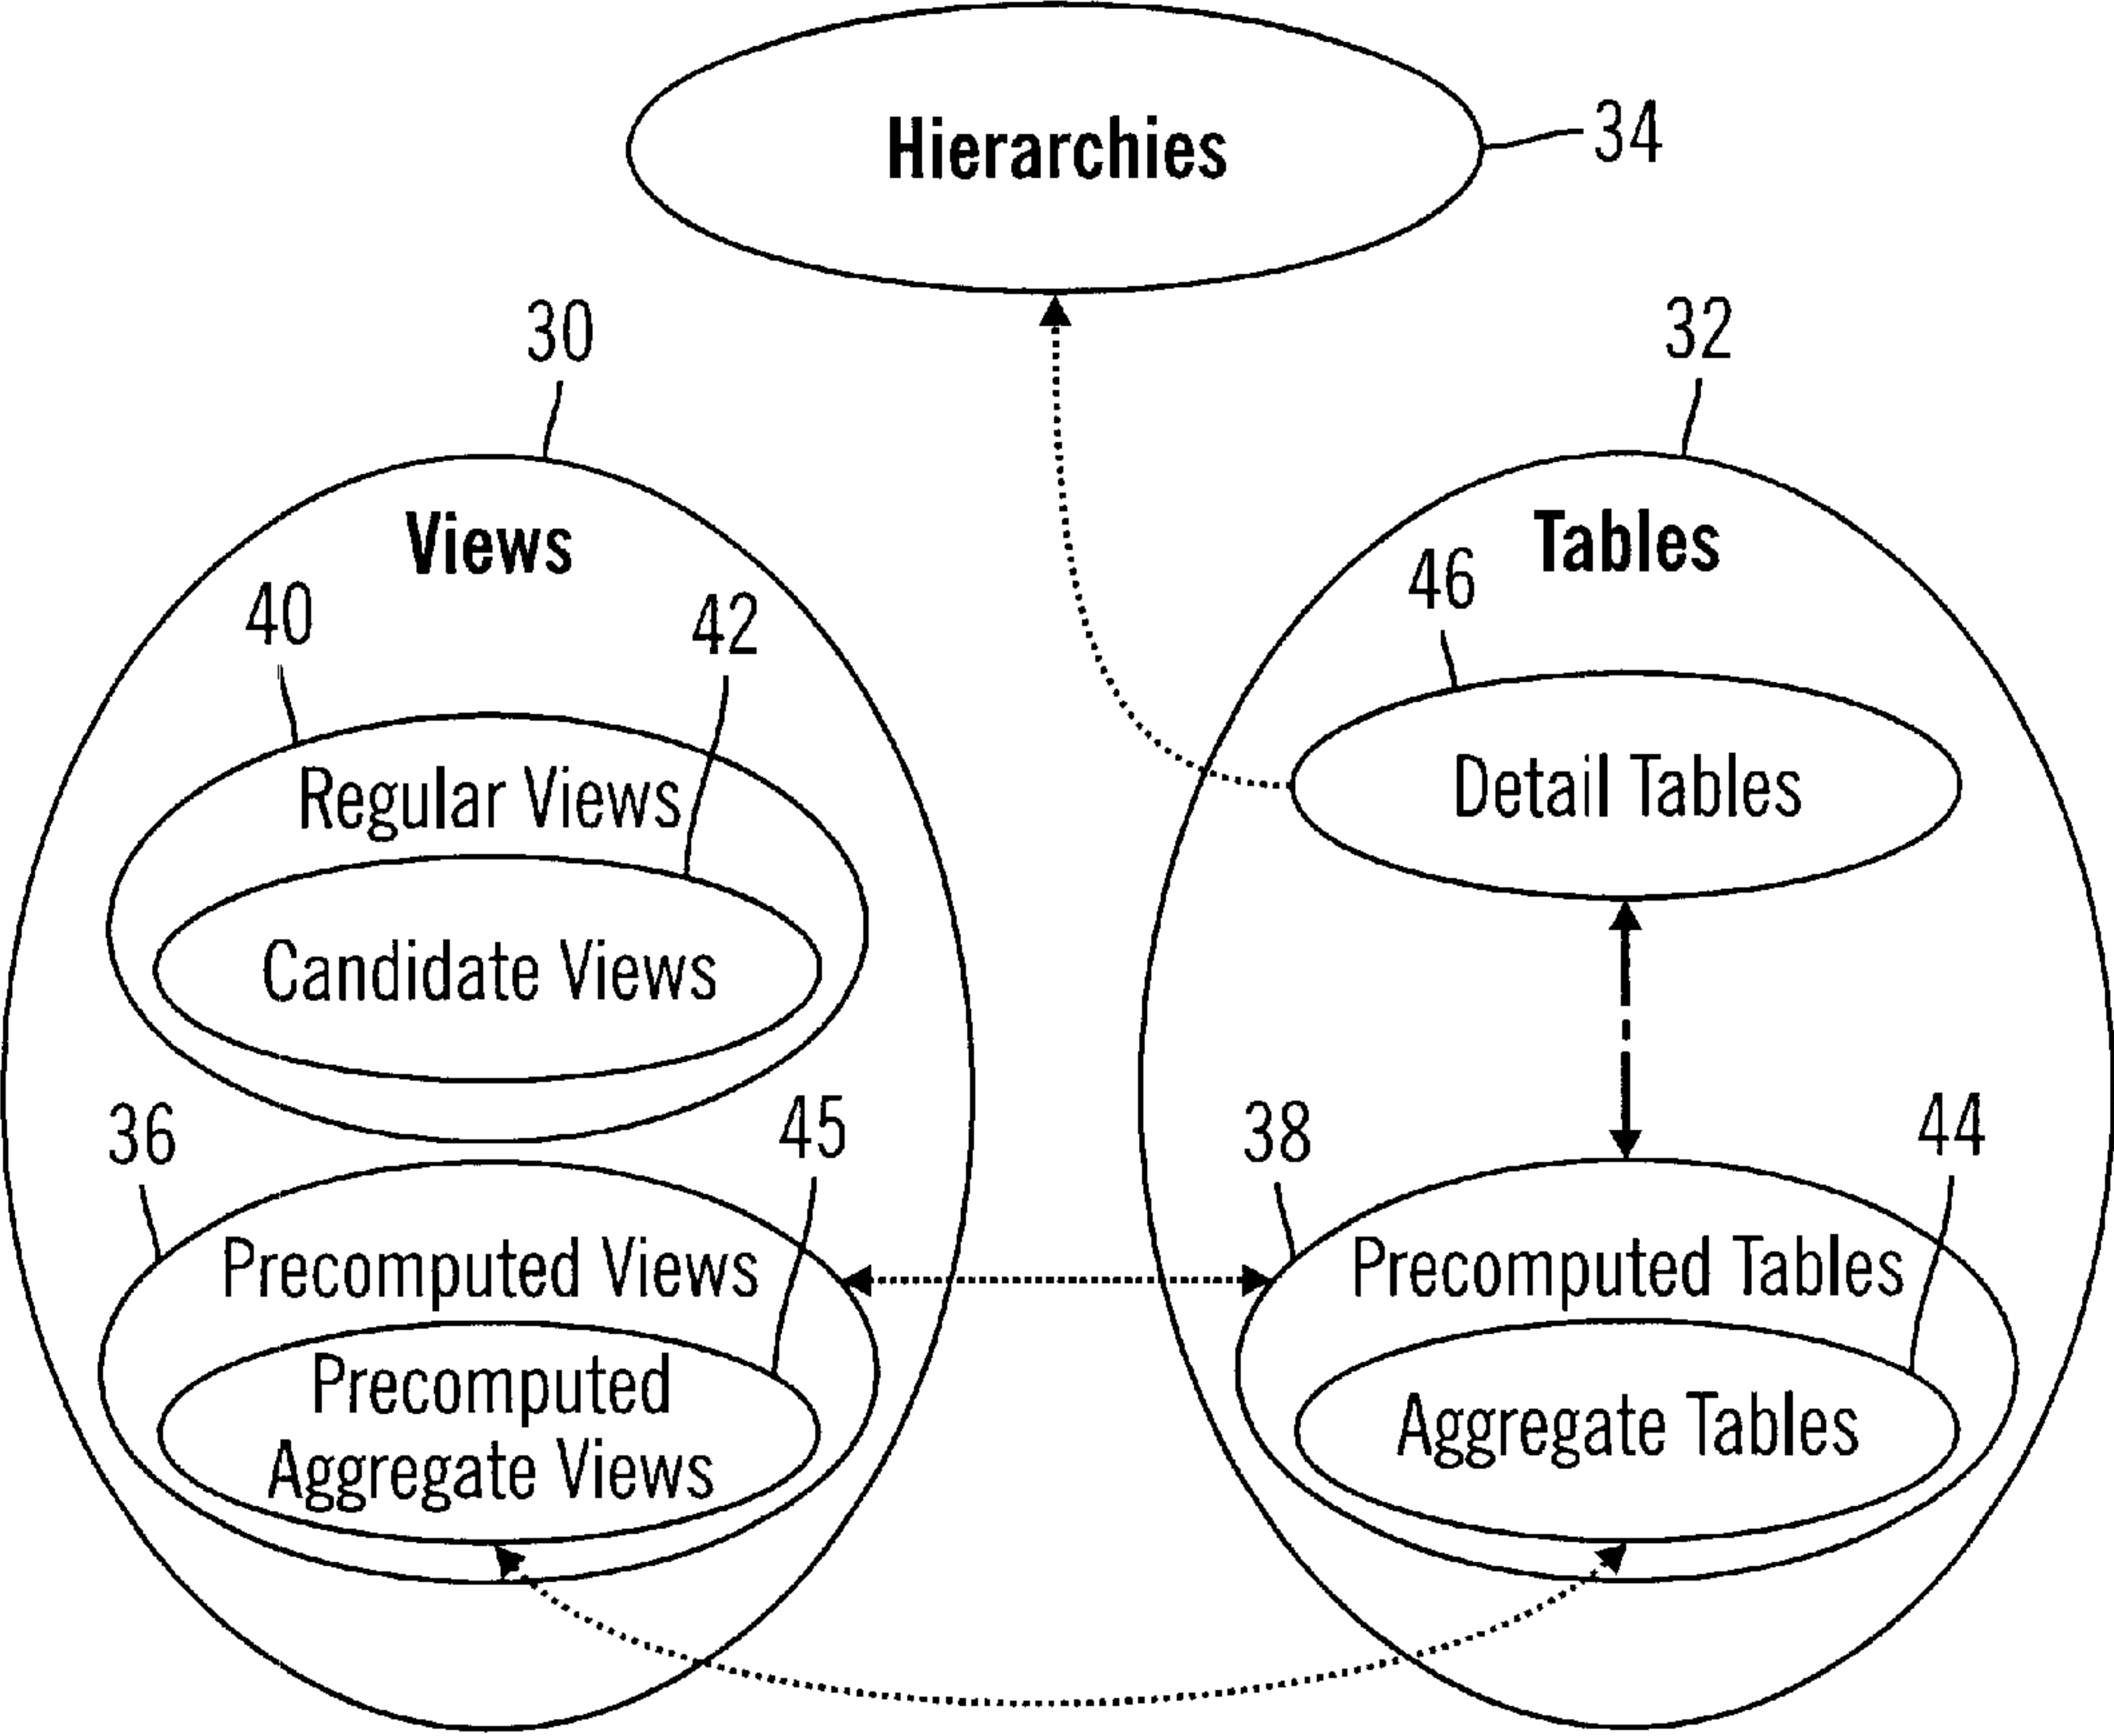 Hierarchies
34
30
32
Views
Tables
46
40
42
Regular Views
Detail Tables
Candidate Views
36
45
38
44
Precomputed Views
Precomputed Tables
Precomputed
Aggregate Views
Aggregate Tables